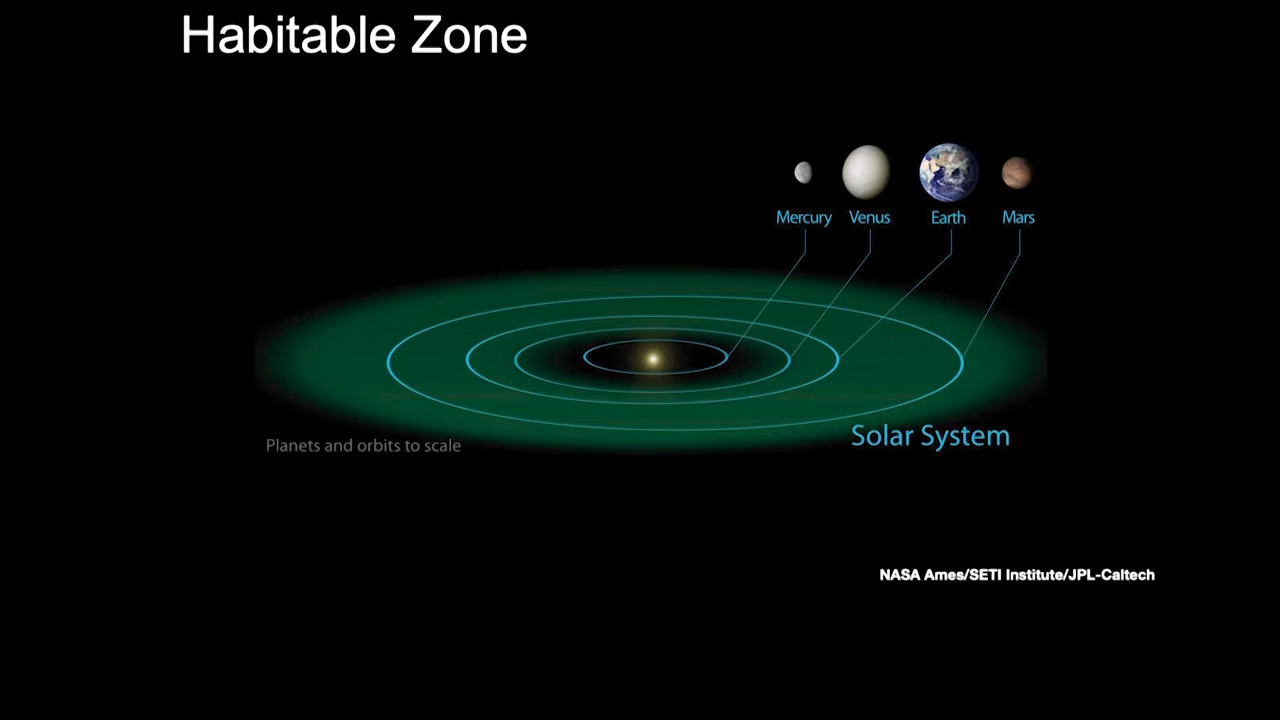 Habitable Zone
Mercury Venus Earth Mars
Solar System
Planets and orbits to scale
NASA Ames/SETI Institute/JPL-Caltech